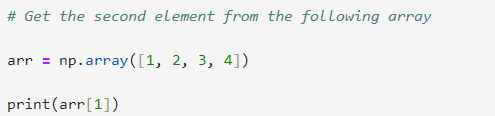 # Get the second element from the following array
arr = np.array([1, 2, 3, 4])
print(arr[1])